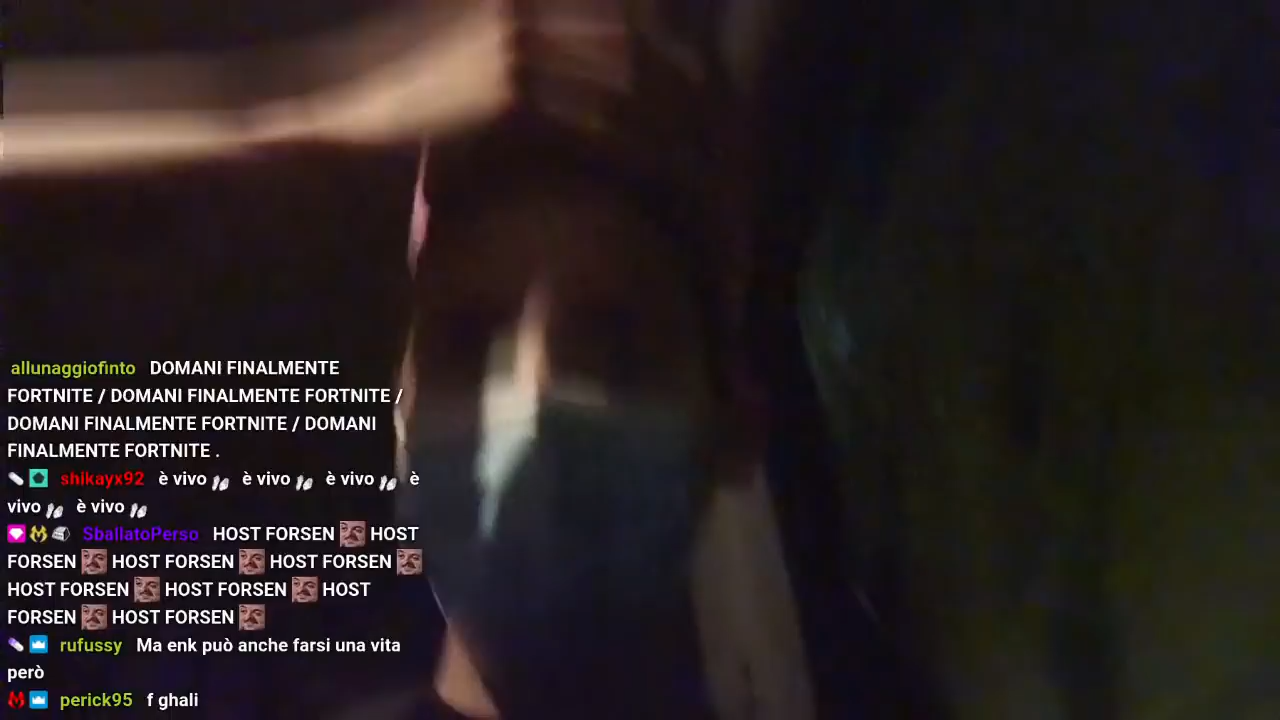 allunaggiofinto DOMANI FINALMENTE
FORTNITE / DOMANI FINALMENTE FORTNITE /
DOMANI FINALMENTE FORTNITE / DOMANI
FINALMENTE FORTNITE .
shikayx92 è vivo è vivo è vivo è
vivo è vivo
SballatoPerso HOST FORSEN HOST
FORSEN HOST FORSEN HOST FORSEN
HOST FORSEN HOST FORSEN HOST
FORSEN HOST FORSEN
rufussy Ma enk può anche farsi una vita
però
perick95 f ghali